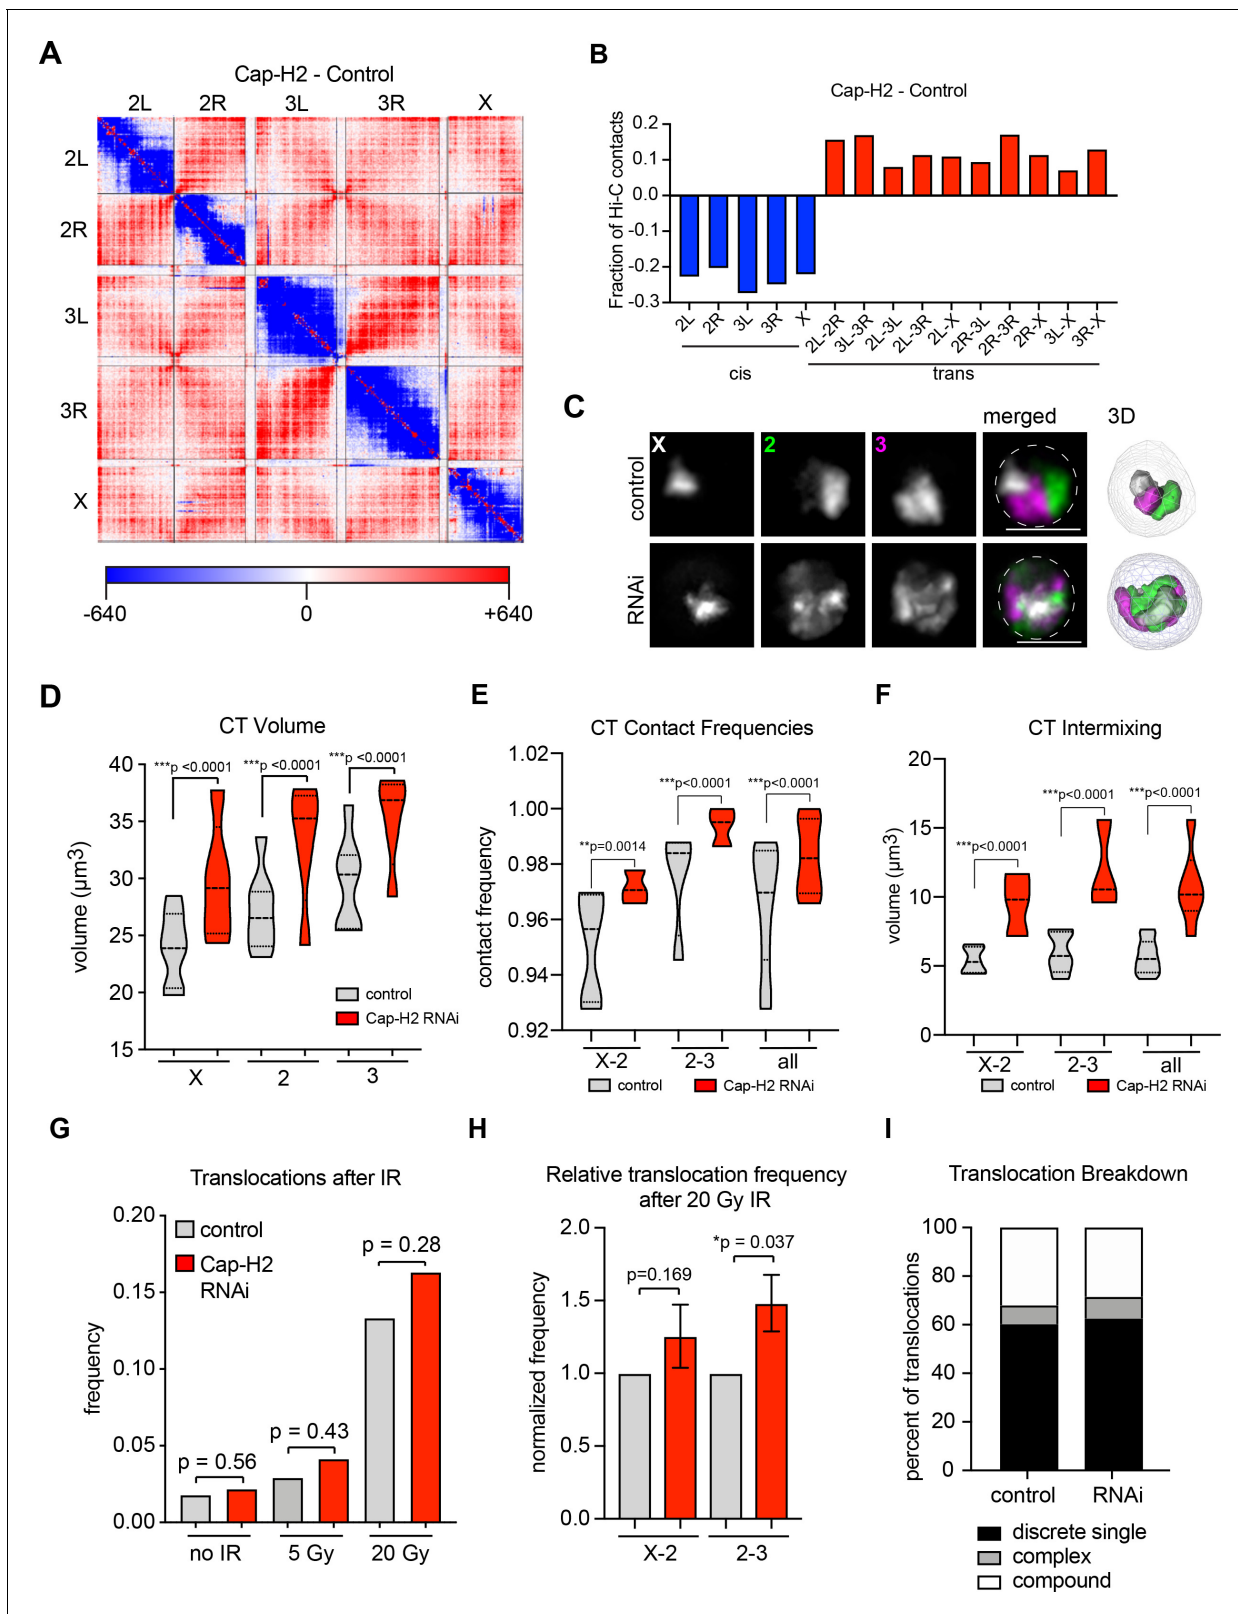 A
Cap-H2 - Control
2L 2R 3L 3R X
2L
2R
3L
3R
X
-640 0 +640
B
Cap-H2 - Control
Fraction of Hi-C contacts
0.2
0.1
0.0
-0.1
-0.2
-0.3
2L 2R 3L 3R X 2L-2R 3L-3R 2L-3L 2L-3R 2L-X 2R-3L 2R-3R 2R-X 3L-X 3R-X
cis trans
C
merged 3D
X 2 3
control
RNAi
D
CT Volume
***p <0.0001 ***p <0.0001 ***p <0.0001
volume (µm3)
40
35
30
25
20
15
control
Cap-H2 RNAi
X 2 3
E
CT Contact Frequencies
contact frequency
1.02
1.00
0.98
0.96
0.94
0.92
**p=0.0014
***p<0.0001
***p<0.0001
X-2 2-3 all
control Cap-H2 RNAi
F
CT Intermixing
volume (µm3)
20
15
10
5
0
***p<0.0001
***p<0.0001
***p<0.0001
X-2 2-3 all
control Cap-H2 RNAi
G
Translocations after IR
frequency
0.20
0.15
0.10
0.05
0.00
control
Cap-H2
RNAi
p = 0.56
p = 0.43
p = 0.28
no IR 5 Gy 20 Gy
H
Relative translocation frequency
after 20 Gy IR
normalized frequency
2.0
1.5
1.0
0.5
0.0
p=0.169
*p = 0.037
X-2 2-3
I
Translocation Breakdown
percent of translocations
100
80
60
40
20
0
control RNAi
discrete single
complex
compound